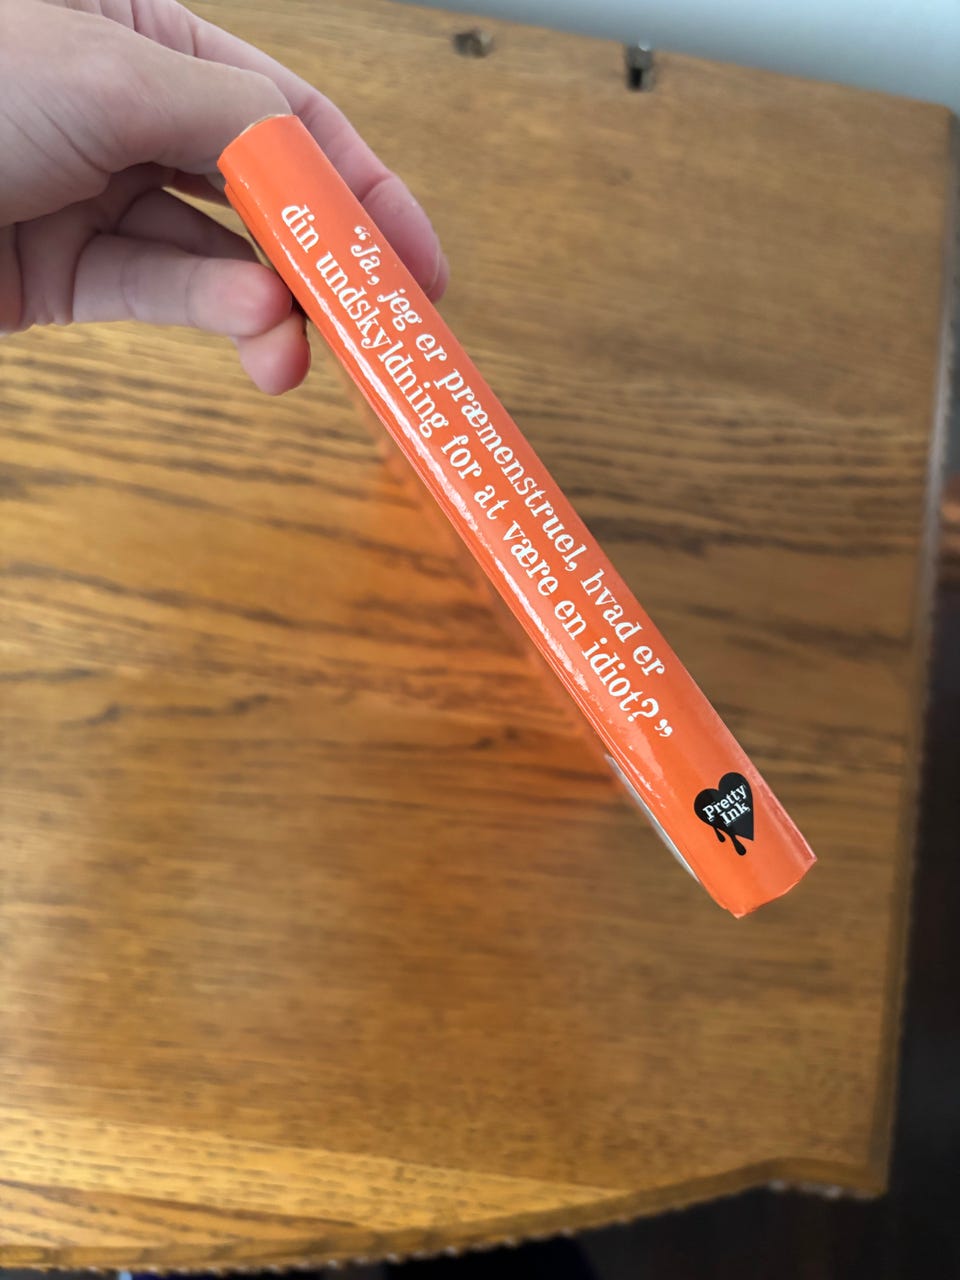 “Ja, jeg er præmenstruel, hvad er
din undskyldning for at være en idiot?”
Pretty
Ink